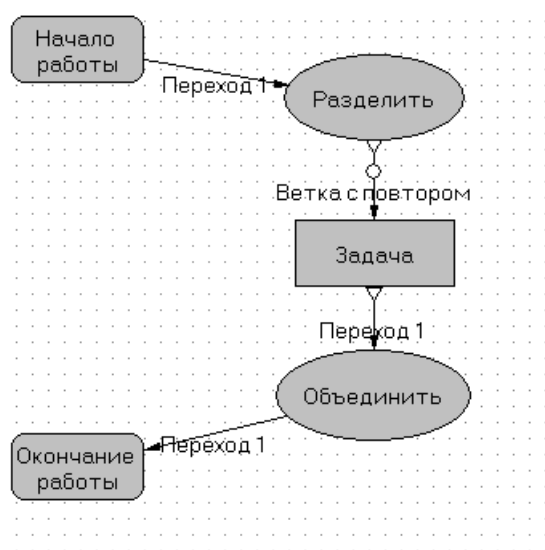 Начало
работы
Переход 1
Разделить
Ветка с повтором
Задача
Переход 1
Объединить
Переход 1
Окончание
работы